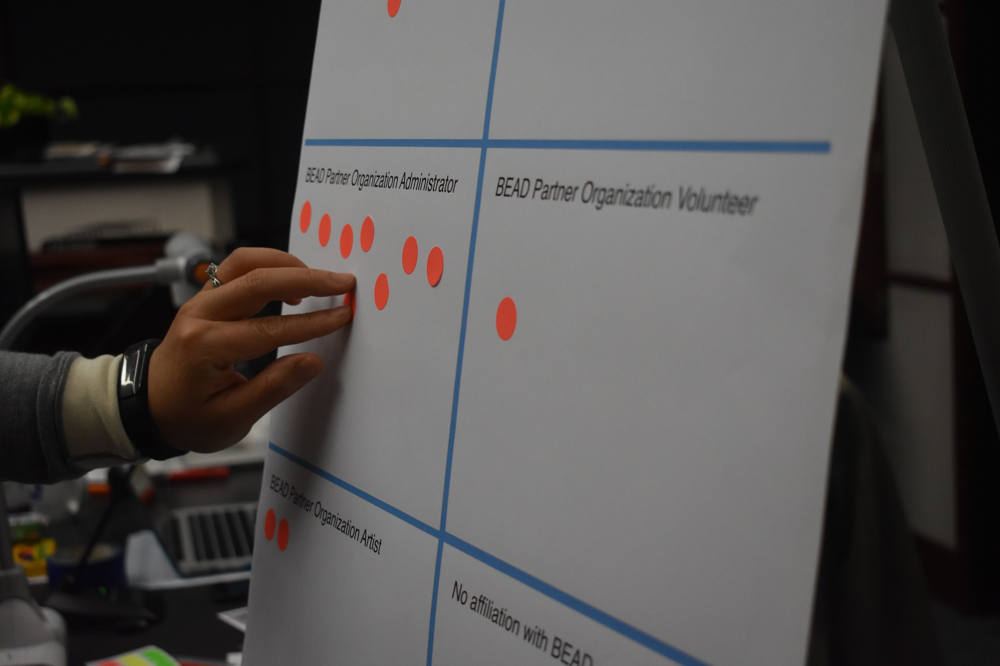 BEAD Partner Organization Administrator
BEAD Partner Organization Volunteer
BEAD Partner Organization Artist
No affiliation with BEAD